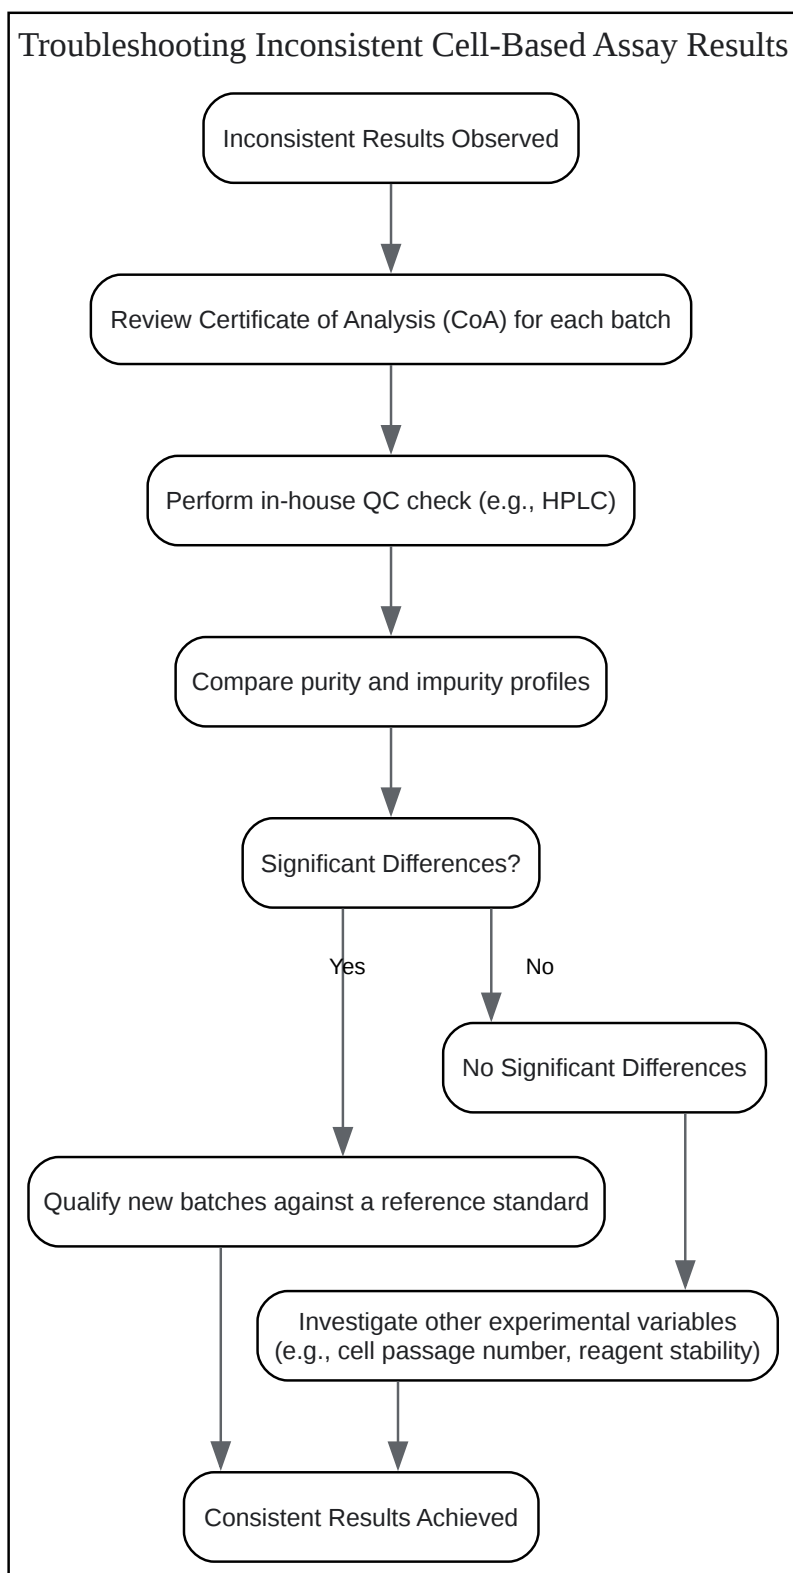 Troubleshooting Inconsistent Cell-Based Assay Results
Inconsistent Results Observed
Review Certificate of Analysis (CoA) for each batch
Perform in-house QC check (e.g., HPLC)
Compare purity and impurity profiles
Significant Differences?
Yes
No
No Significant Differences
Qualify new batches against a reference standard
Investigate other experimental variables
(e.g., cell passage number, reagent stability)
Consistent Results Achieved